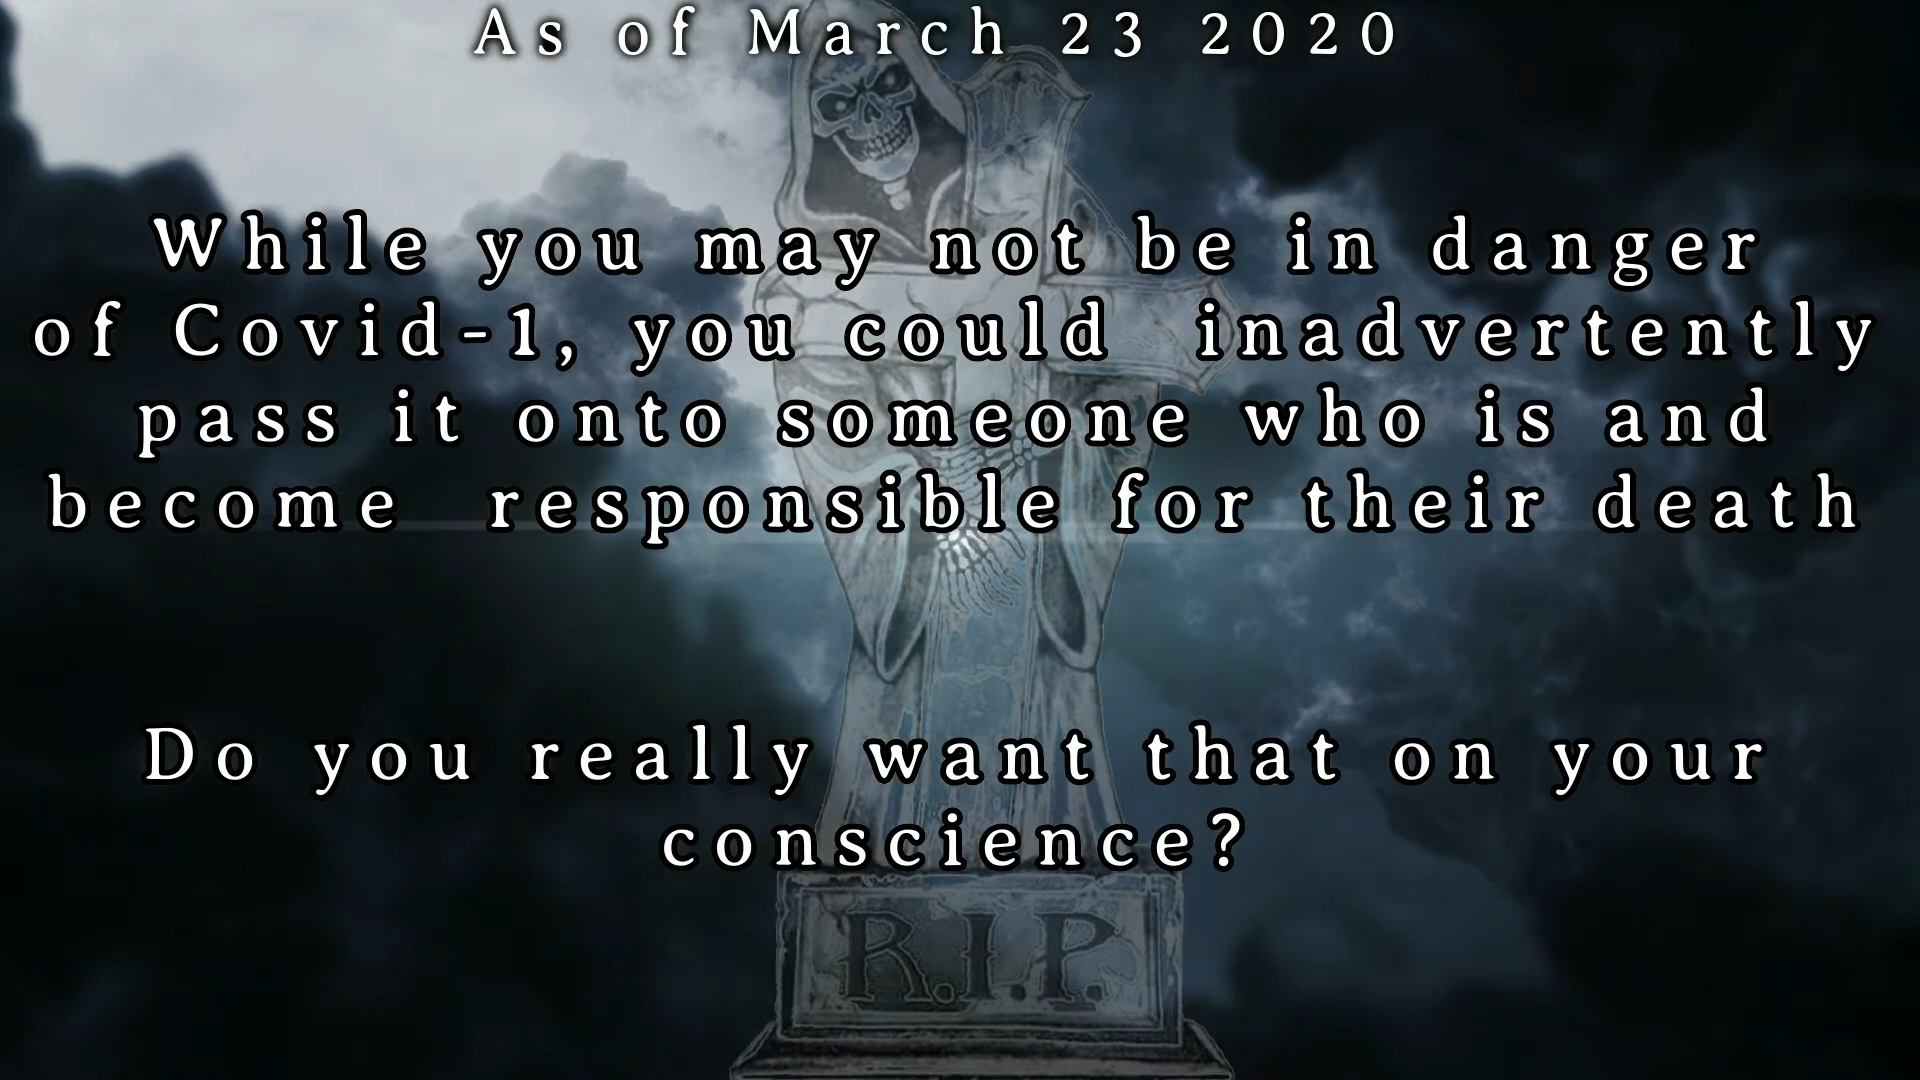 As of March 23 2020
While you may not be in danger
of Covid-1, you could inadvertently
pass it onto someone who is and
become responsible for their death
Do you really want that on your
conscience?
R.I.P.